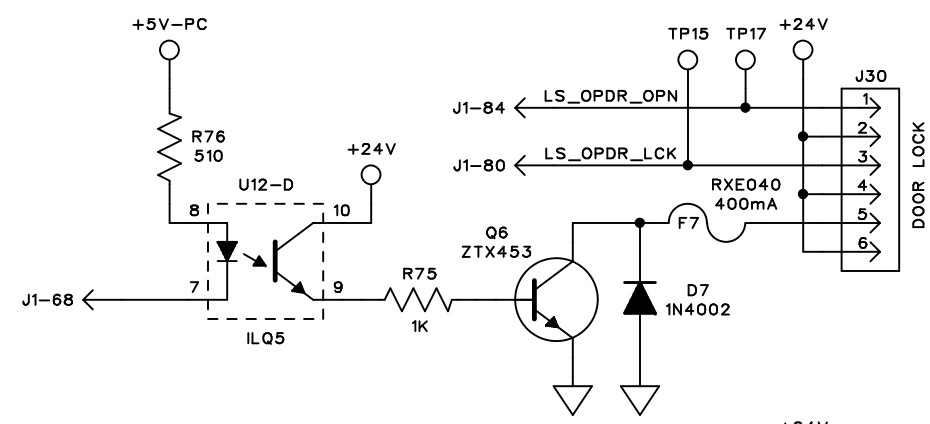 +5V-PC
TP15 TP17 +24V
J30
J1-84 LS_OPDR_OPN 1
R76
510
2
+24V
J1-80 LS_OPDR_LCK 3
U12-D
RXE040
400mA
4
8 10
F7 5
DOOR LOCK
Q6
ZTX453
6
R75
J1-68 7 9
1K
D7
1N4002
ILQ5